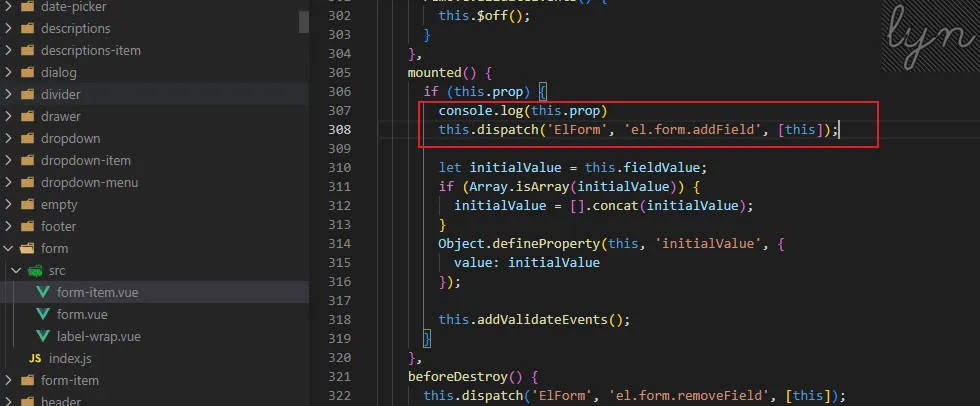 date-picker
descriptions
descriptions-item
dialog
divider
drawer
dropdown
dropdown-item
dropdown-menu
empty
footer
form
src
form-item.vue
form.vue
label-wrap.vue
JS index.js
form-item
header
302 this.$off();
303 }
304 },
305 mounted() {
306 if (this.prop) {
307 console.log(this.prop)
308 this.dispatch('ElForm', 'el.form.addField', [this]);
309
310 let initialValue = this.fieldValue;
311 if (Array.isArray(initialValue)) {
312 initialValue = [].concat(initialValue);
313 }
314 Object.defineProperty(this, 'initialValue', {
315 value: initialValue
316 });
317
318 this.addValidateEvents();
319 }
320 },
321 beforeDestroy() {
322 this.dispatch('ElForm', 'el.form.removeField', [this]);
lyn